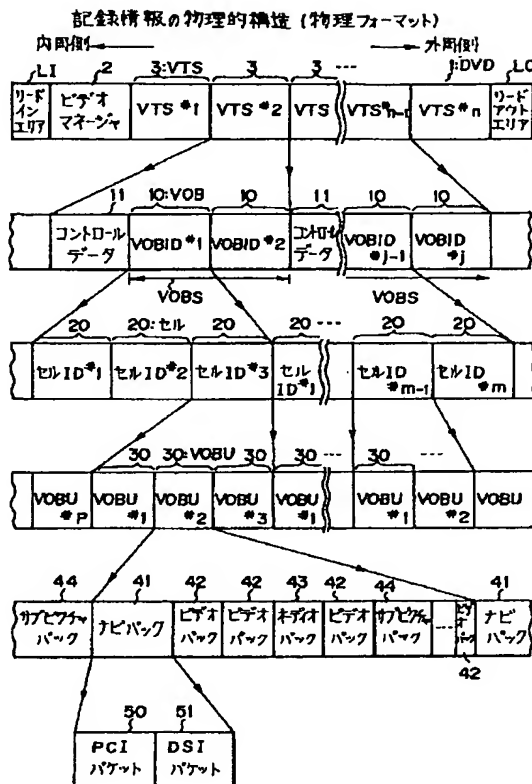 記録情報の物理的構造(物理フォーマット)
内周側 外周側
LI 2 3:VTS 3 3 --- 1:DVD LO
リードインエリア ビデオマネージャ VTS #1 VTS #2 VTS VTS#n-1 VTS #n リードアウトエリア
11 10:VOB 10 11 10 10
コントロールデータ VOBID #1 VOBID #2 コントロールデータ VOBID #j-1 VOBID #j
VOBS VOBS
20 20:セル 20 20 --- 20 20
セルID#1 セルID#2 セルID#3 セルID#1 セルID #m-1 セルID #m
30 30:VOBU 30 30 --- 30 ---
VOBU #P VOBU #1 VOBU #2 VOBU #3 VOBU #1 VOBU #1 VOBU #2 VOBU
44 41 42 42 43 42 44 41
サブピクチャパック ナビパック ビデオパック ビデオパック オーディオパック ビデオパック サブピクチャパック ---- ビデオパック ナビパック
42
50 51
PCIパケット DSIパケット